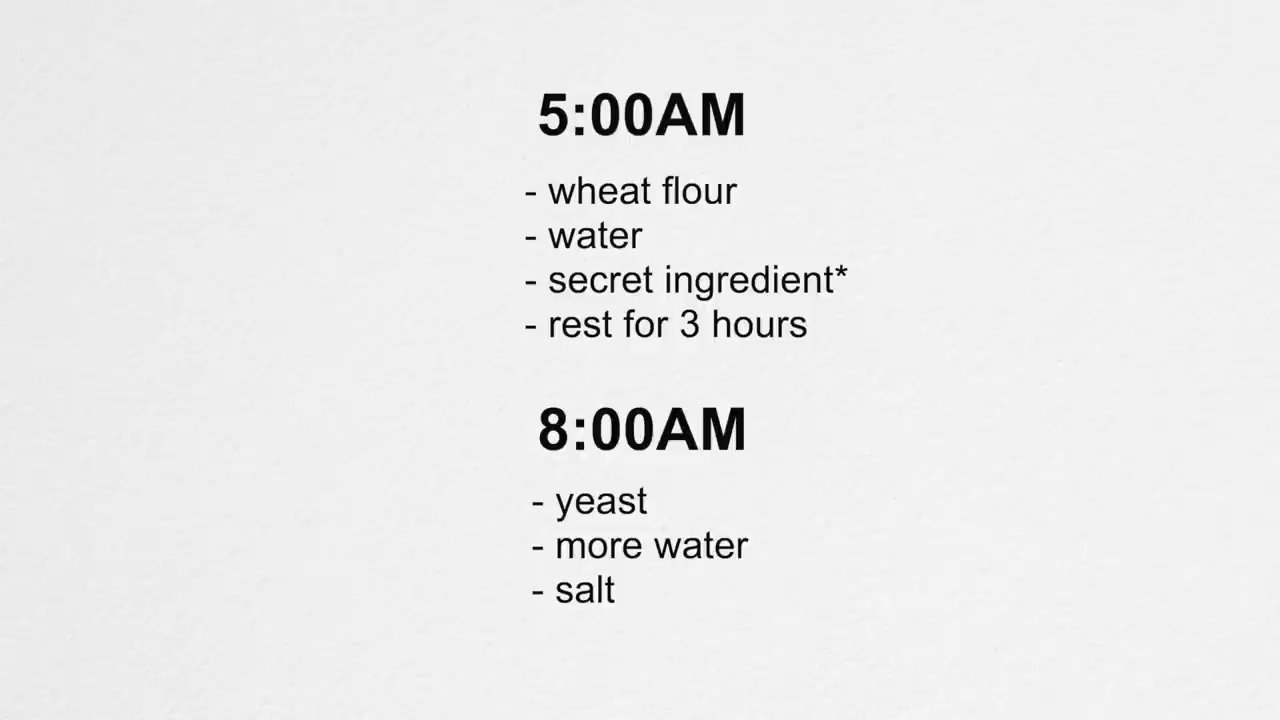 5:00AM
- wheat flour
- water
- secret ingredient*
- rest for 3 hours
8:00AM
- yeast
- more water
- salt